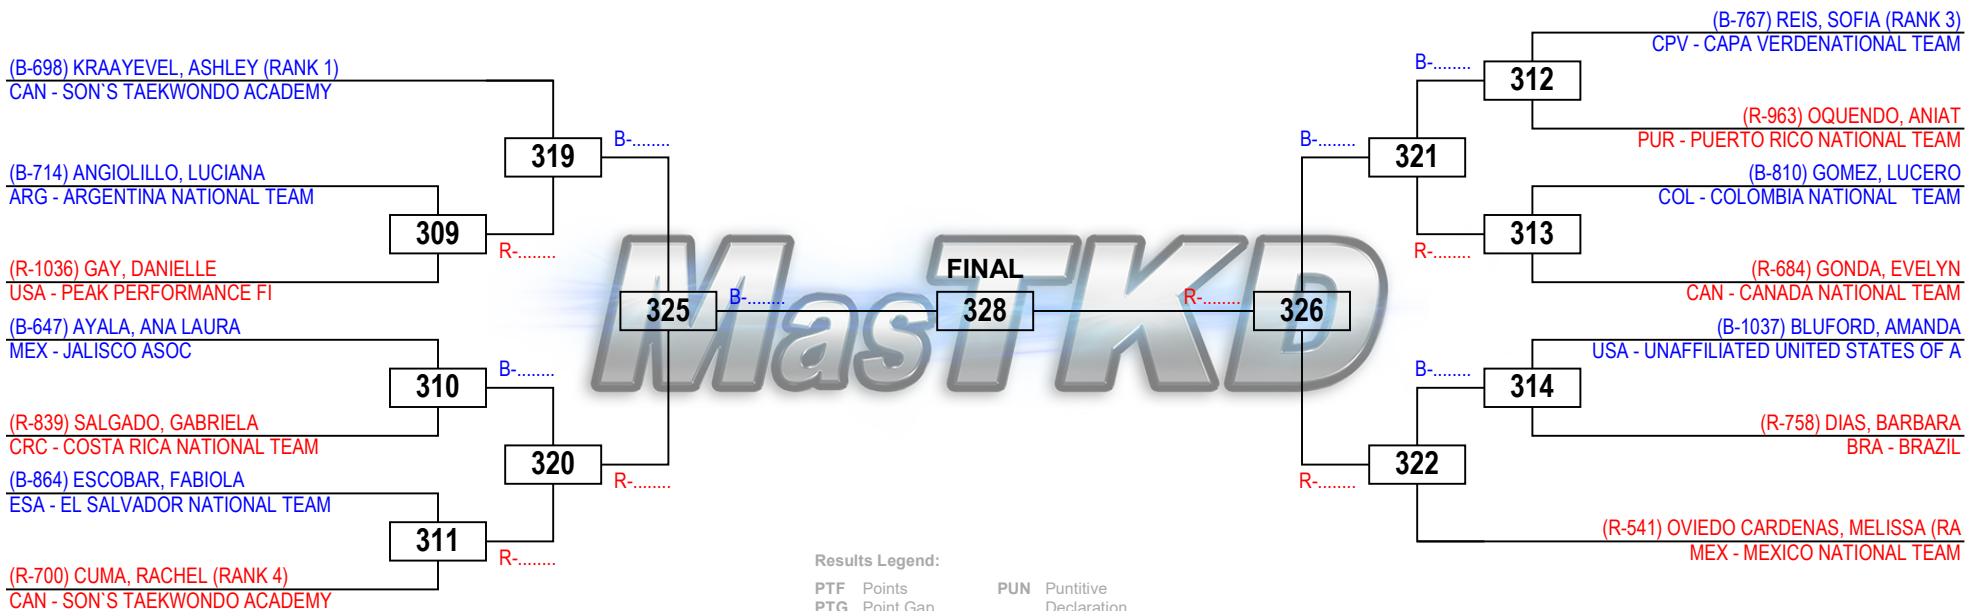 (B-698) KRAAYEVEL, ASHLEY (RANK 1)
CAN - SON`S TAEKWONDO ACADEMY
319
B-........
(B-714) ANGIOLILLO, LUCIANA
ARG - ARGENTINA NATIONAL TEAM
309
R-........
(R-1036) GAY, DANIELLE
USA - PEAK PERFORMANCE FI
325
B-........
(B-647) AYALA, ANA LAURA
MEX - JALISCO ASOC
310
B-........
(R-839) SALGADO, GABRIELA
CRC - COSTA RICA NATIONAL TEAM
320
R-........
(B-864) ESCOBAR, FABIOLA
ESA - EL SALVADOR NATIONAL TEAM
311
R-........
(R-700) CUMA, RACHEL (RANK 4)
CAN - SON`S TAEKWONDO ACADEMY
MasTKD
FINAL
328
(B-767) REIS, SOFIA (RANK 3)
CPV - CAPA VERDENATIONAL TEAM
B-........
312
(R-963) OQUENDO, ANIAT
PUR - PUERTO RICO NATIONAL TEAM
B-........
321
(B-810) GOMEZ, LUCERO
COL - COLOMBIA NATIONAL   TEAM
R-........
313
(R-684) GONDA, EVELYN
CAN - CANADA NATIONAL TEAM
R-........
326
(B-1037) BLUFORD, AMANDA
USA - UNAFFILIATED UNITED STATES OF A
B-........
314
(R-758) DIAS, BARBARA
BRA - BRAZIL
R-........
322
(R-541) OVIEDO CARDENAS, MELISSA (RA
MEX - MEXICO NATIONAL TEAM
Results Legend:
PTF Points
PTG Point Gap
PUN Puntitive
Declaration